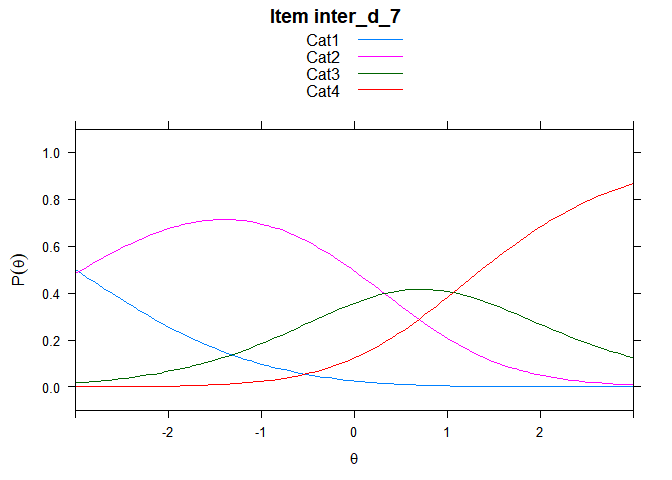 Item inter_d_7
Cat1
Cat2
Cat3
Cat4
1.0
0.8
0.6
0.4
0.2
0.0
P(θ)
-2 -1 0 1 2
θ